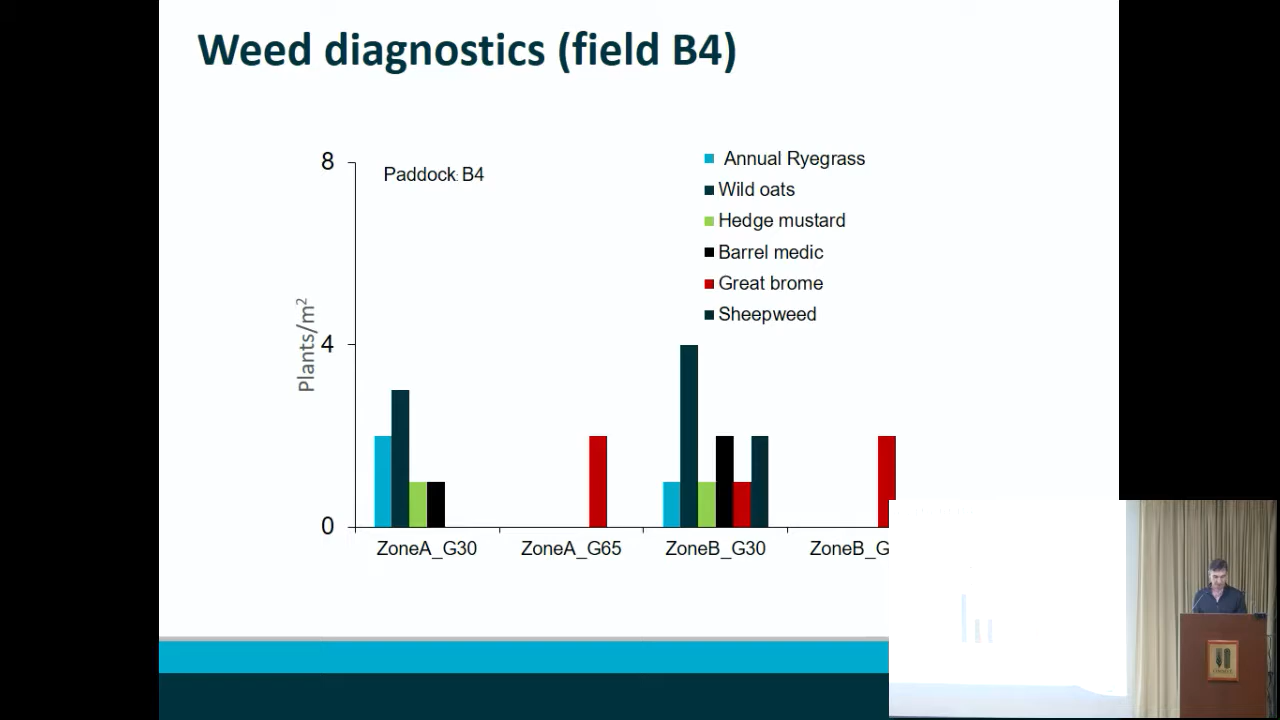 Weed diagnostics (field B4)
Paddock: B4
Annual Ryegrass
Wild oats
Hedge mustard
Barrel medic
Great brome
Sheepweed
Plants/m²
8
4
0
ZoneA_G30
ZoneA_G65
ZoneB_G30
ZoneB_G